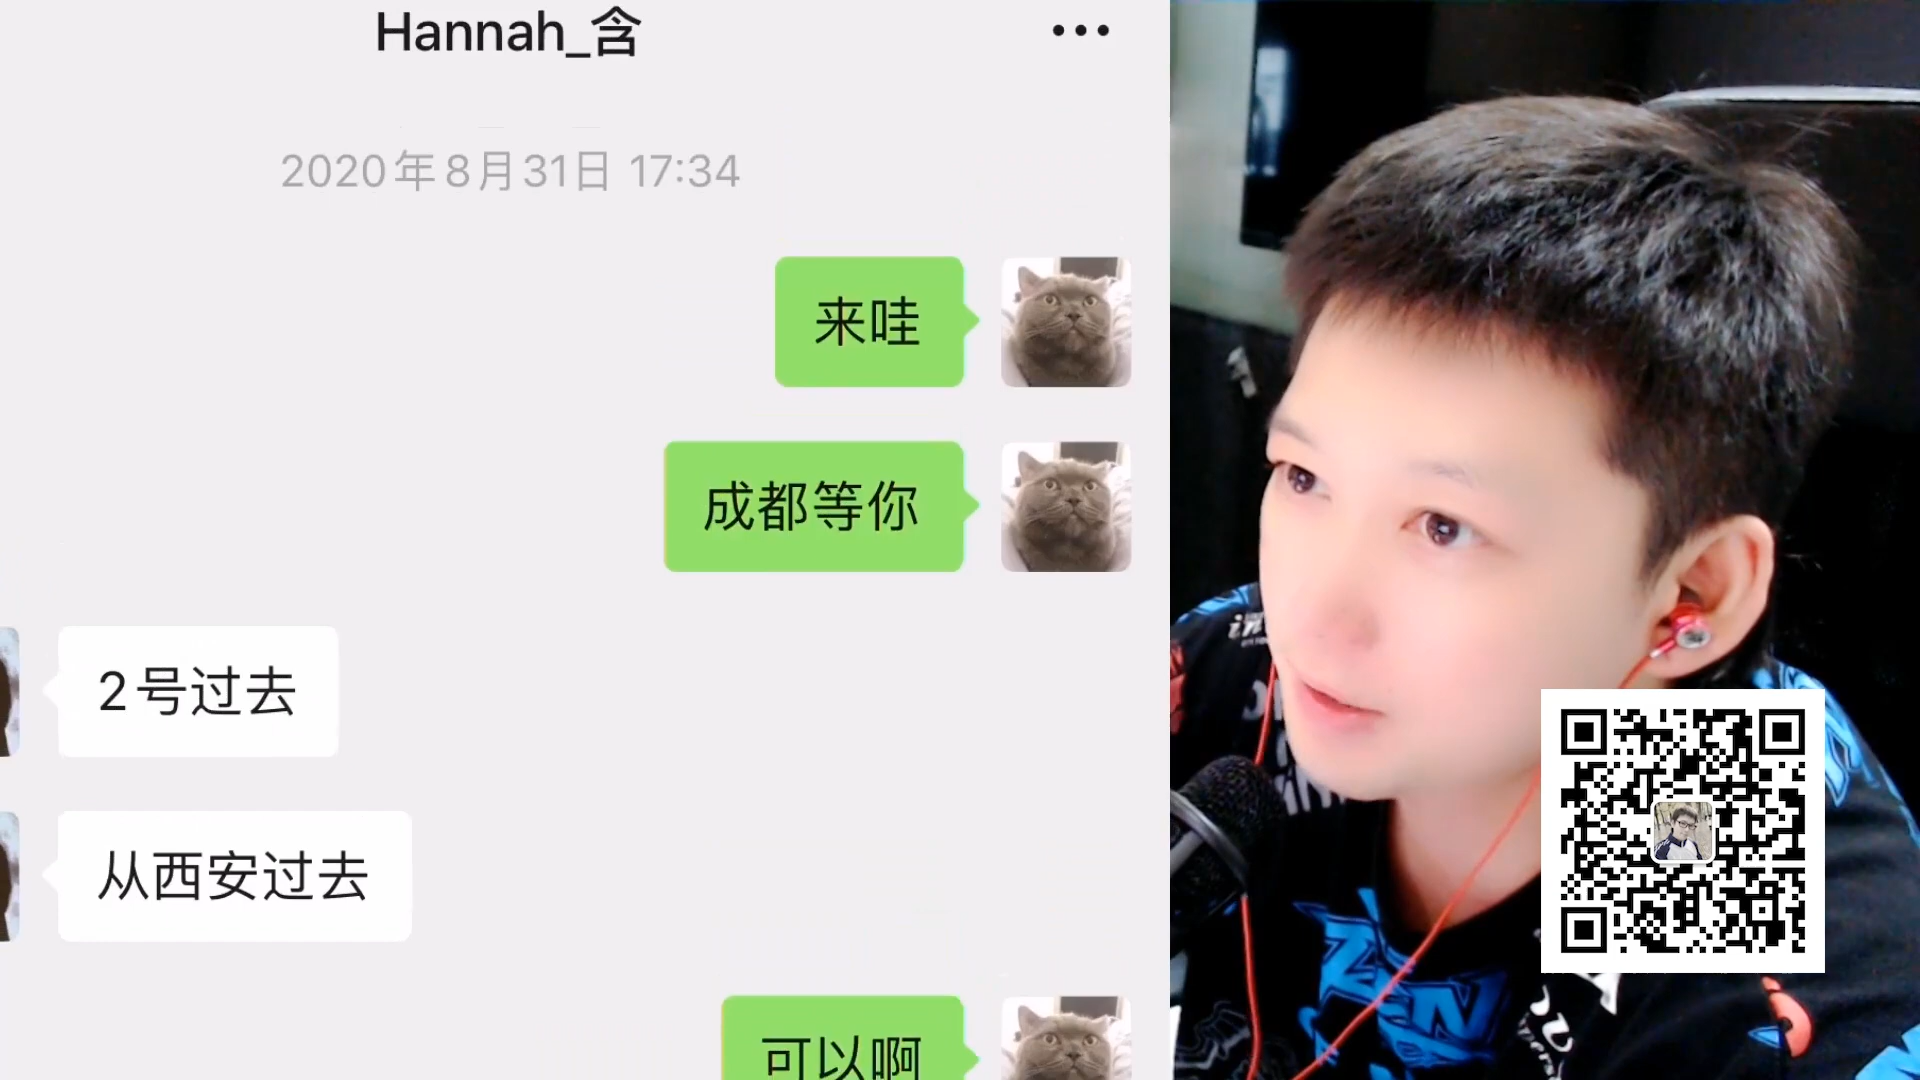 Hannah_含
2020年8月31日 17:34
来哇
成都等你
2号过去
从西安过去
可以啊